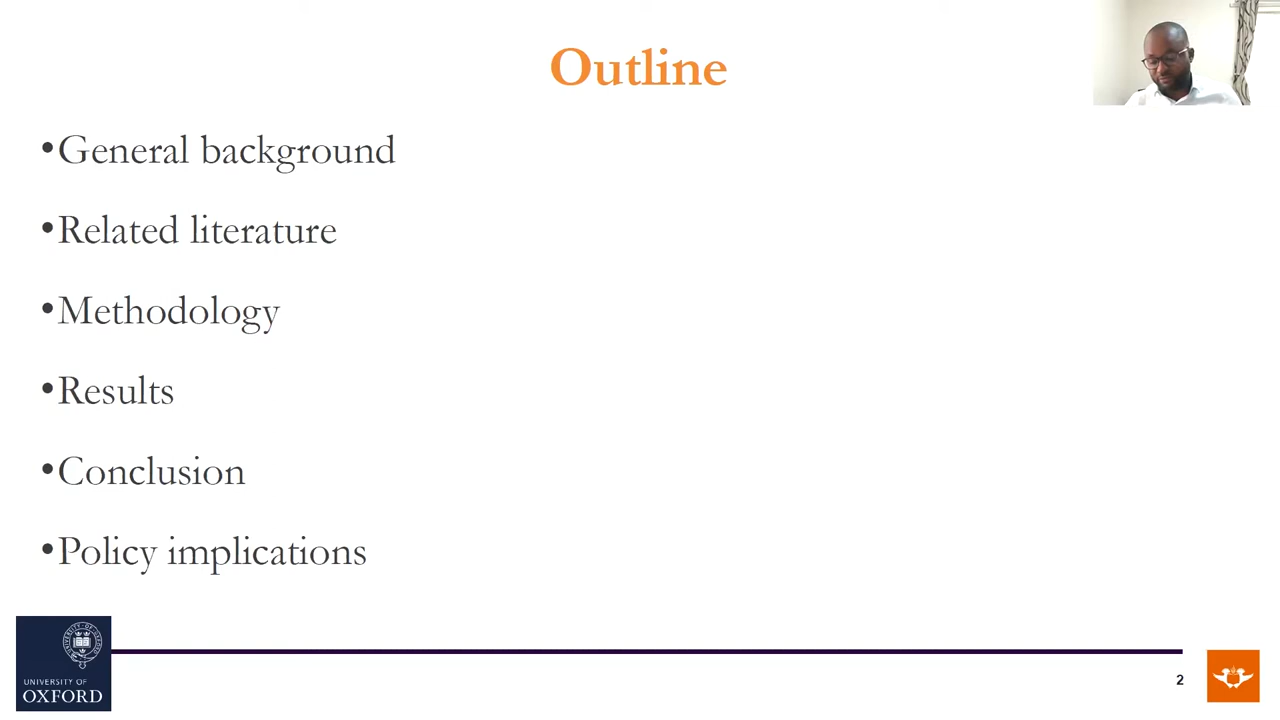 Outline
•General background
•Related literature
•Methodology
•Results
•Conclusion
•Policy implications
UNIVERSITY OF
OXFORD
2